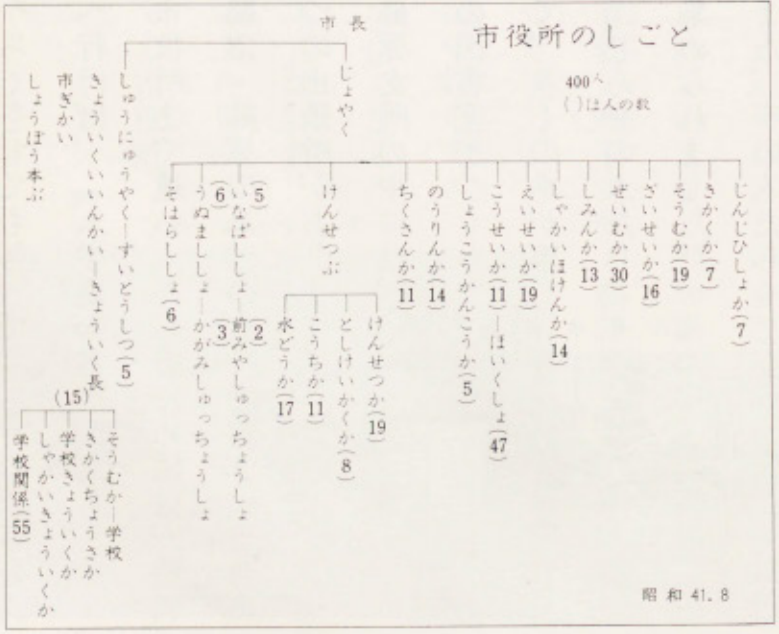 市役所のしごと
400人
( )は人の数
市長
じょやく
じんじひしょか(7)
きかくか(7)
そうむか(19)
ざいせいか(16)
ぜいむか(30)
しみんか(13)
しゃかいほけんか(14)
えいせいか(19)
こうせいか(11)―ほいくしょ(47)
しょうこうかんこうか(5)
のうりんか(14)
ちくさんか(11)
けんせつぶ
けんせつか(19)
としけいかくか(8)
こうちか(11)
水どうか(17)
いなばししょ(5)―前みやしゅっちょうしょ(2)
うぬまししょ(6)―かがみしゅっちょうしょ(3)
そはらししょ(6)
しゅうにゅうやく―すいとうしつ(5)
きょういくいいんかい―きょういく長
(15)
そうむか―学校
きかくちょうさか
学校きょういくか
しゃかいきょういくか
学校関係(55)
市ぎかい
しょうぼう本ぶ
昭和41.8